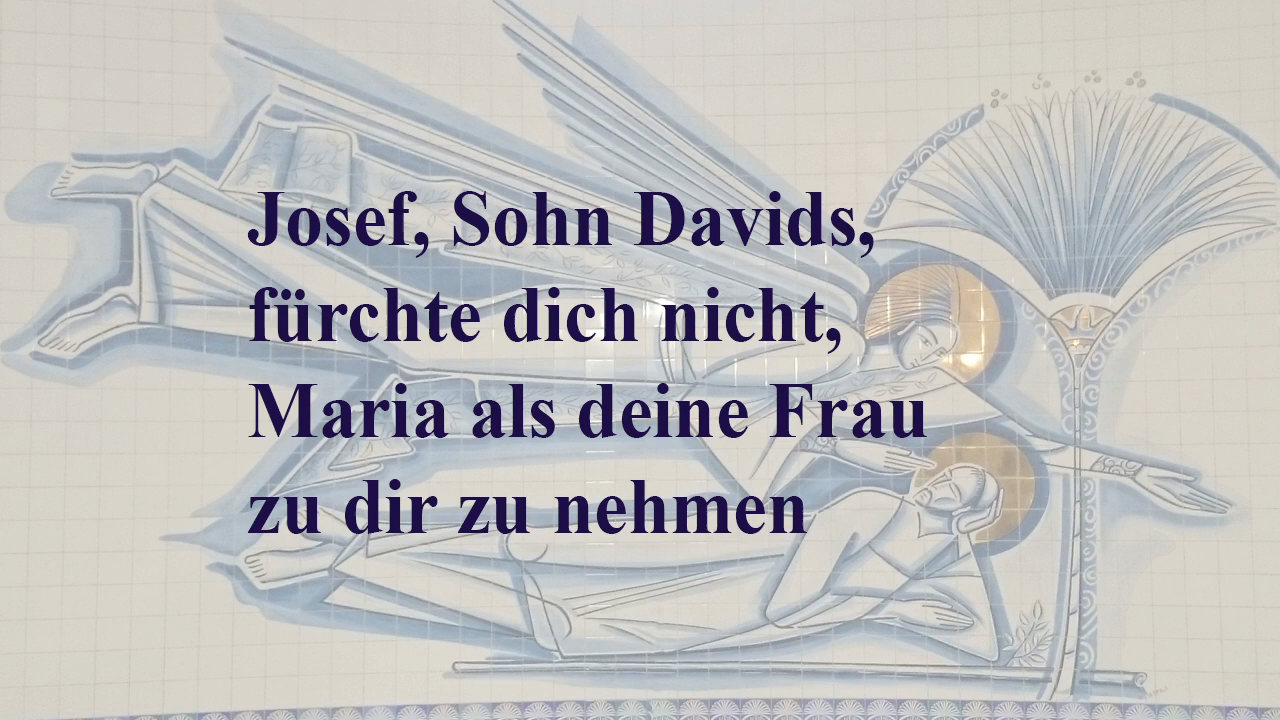 Josef, Sohn Davids,
fürchte dich nicht,
Maria als deine Frau
zu dir zu nehmen